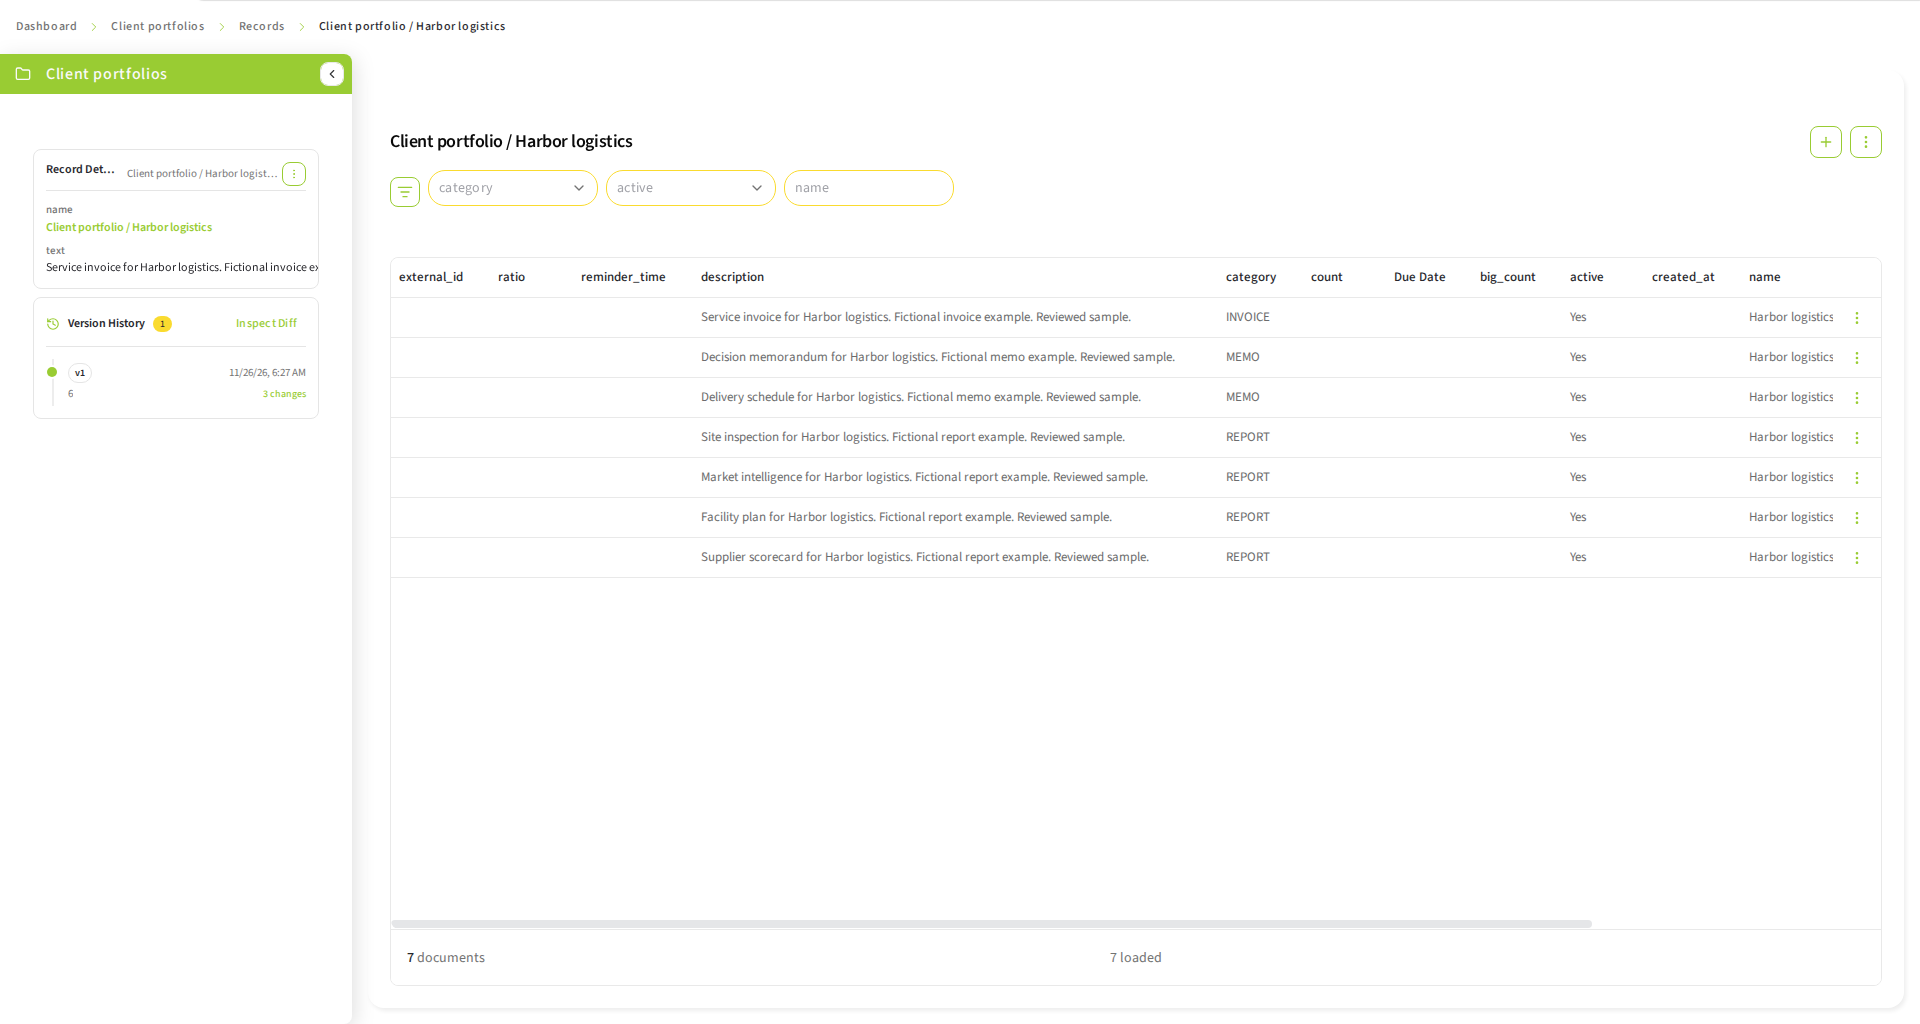 Dashboard > Client portfolios > Records > Client portfolio / Harbor logistics
Client portfolios
Record Det... Client portfolio / Harbor logist...
name
Client portfolio / Harbor logistics
text
Service invoice for Harbor logistics. Fictional invoice ex
Version History 1 Inspect Diff
v1 11/26/26, 6:27 AM
6 3 changes
Client portfolio / Harbor logistics
category active name
external_id ratio reminder_time description category count Due Date big_count active created_at name
Service invoice for Harbor logistics. Fictional invoice example. Reviewed sample. INVOICE Yes Harbor logistics
Decision memorandum for Harbor logistics. Fictional memo example. Reviewed sample. MEMO Yes Harbor logistics
Delivery schedule for Harbor logistics. Fictional memo example. Reviewed sample. MEMO Yes Harbor logistics
Site inspection for Harbor logistics. Fictional report example. Reviewed sample. REPORT Yes Harbor logistics
Market intelligence for Harbor logistics. Fictional report example. Reviewed sample. REPORT Yes Harbor logistics
Facility plan for Harbor logistics. Fictional report example. Reviewed sample. REPORT Yes Harbor logistics
Supplier scorecard for Harbor logistics. Fictional report example. Reviewed sample. REPORT Yes Harbor logistics
7 documents 7 loaded